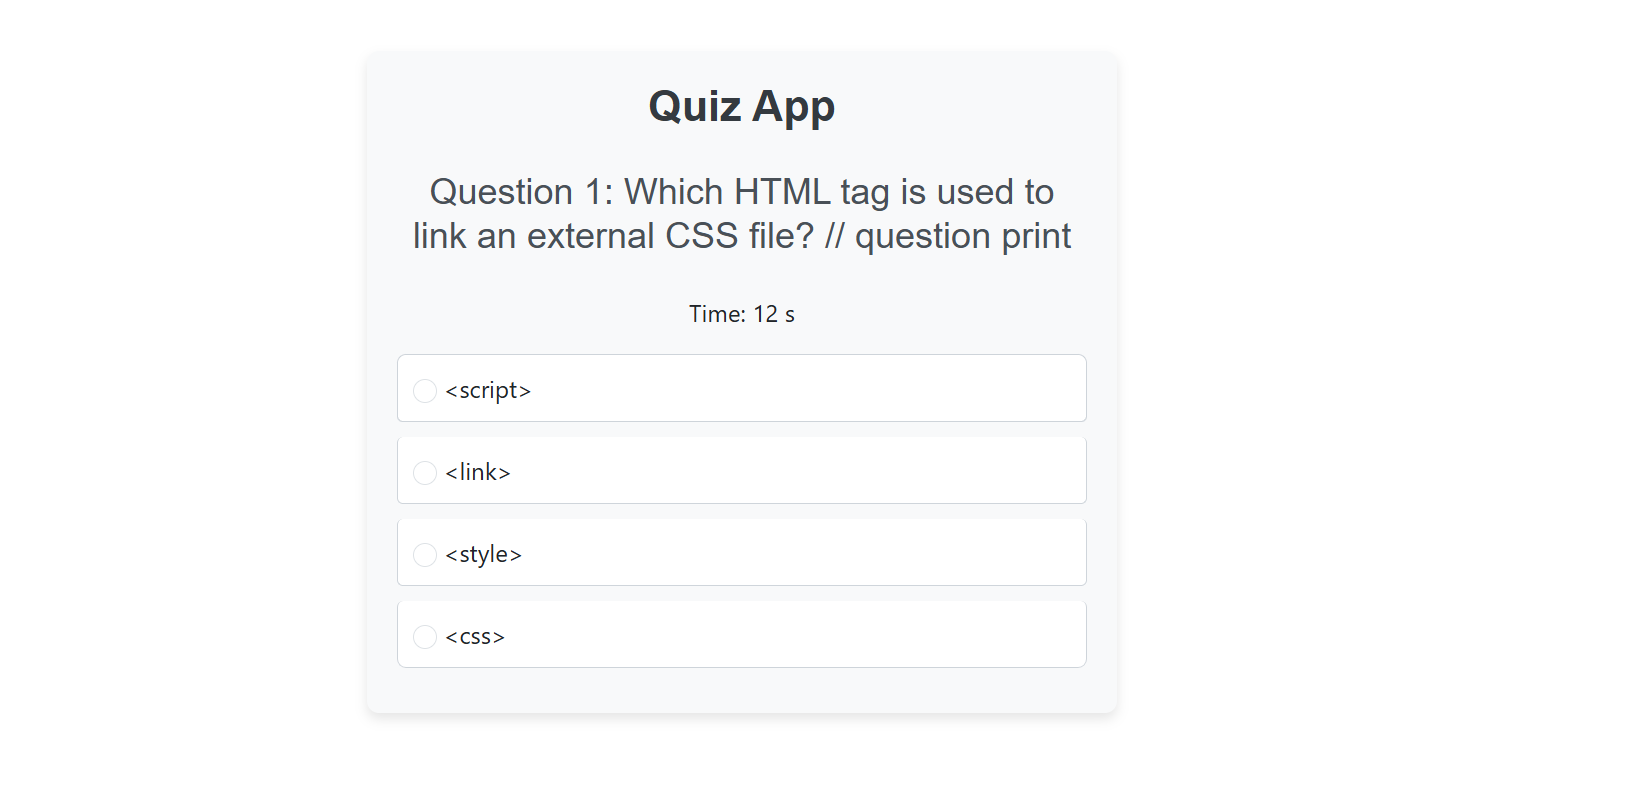 Quiz App
Question 1: Which HTML tag is used to
link an external CSS file? // question print
Time: 12 s
<script>
<link>
<style>
<css>